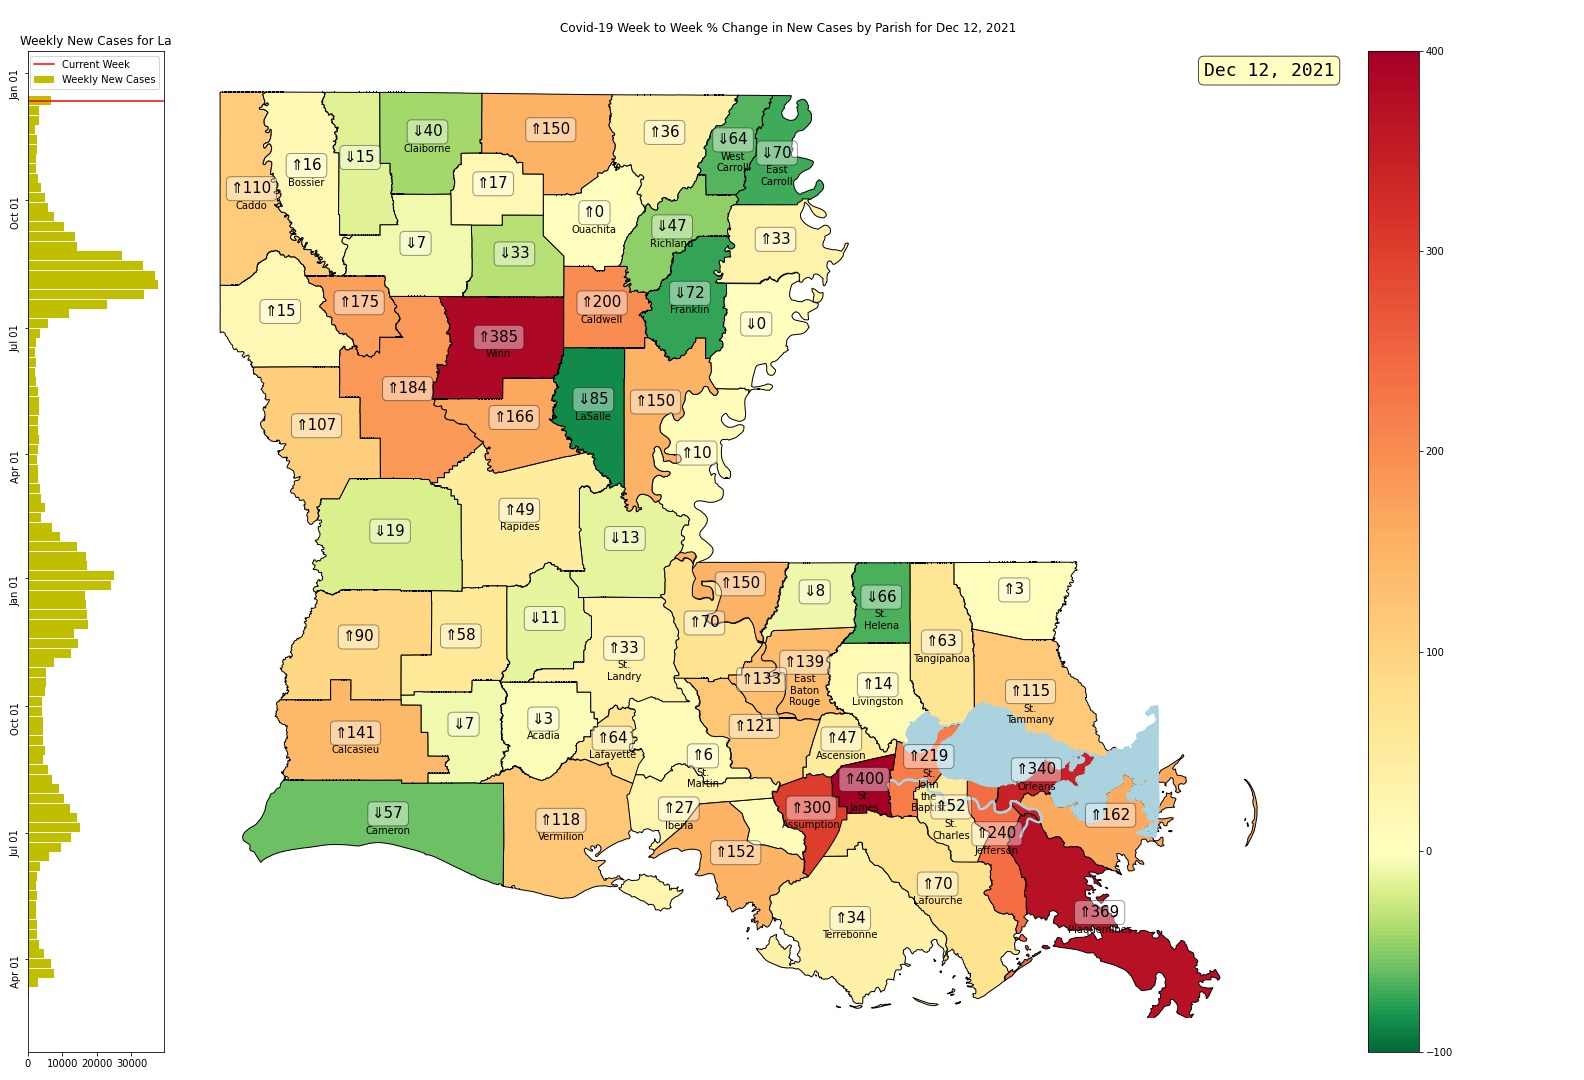 Covid-19 Week to Week % Change in New Cases by Parish for Dec 12, 2021
Weekly New Cases for La
Current Week
Weekly New Cases
Jan 01
Oct 01
Jul 01
Apr 01
Jan 01
Oct 01
Jul 01
Apr 01
0 10000 20000 30000
Dec 12, 2021
400
300
200
100
0
−100
⇑110
Caddo
⇑16
Bossier
⇓15
⇓40
Claiborne
⇑150
⇑36
⇓64
West
Carroll
⇓70
East
Carroll
⇑17
⇑0
Ouachita
⇓47
Richland
⇑33
⇓7
⇓33
⇑15
⇑175
⇑385
Winn
⇑200
Caldwell
⇓72
Franklin
⇓0
⇑184
⇑107
⇑166
⇓85
LaSalle
⇑150
⇑10
⇓19
⇑49
Rapides
⇓13
⇑150
⇓8
⇓66
St.
Helena
⇑3
⇑90
⇑58
⇓11
⇑33
St.
Landry
⇑70
⇑63
Tangipahoa
⇑133
⇑139
East
Baton
Rouge
⇑14
Livingston
⇑115
St.
Tammany
⇑141
Calcasieu
⇓7
⇓3
Acadia
⇑64
Lafayette
⇑121
⇑47
Ascension
⇑6
St.
Martin
⇑219
St.
John
the
Baptist
⇑340
Orleans
⇑400
St.
James
⇓57
Cameron
⇑118
Vermilion
⇑27
Iberia
⇑300
Assumption
⇑52
St.
Charles
⇑162
⇑240
Jefferson
⇑152
⇑70
Lafourche
⇑34
Terrebonne
⇑369
Plaquemines